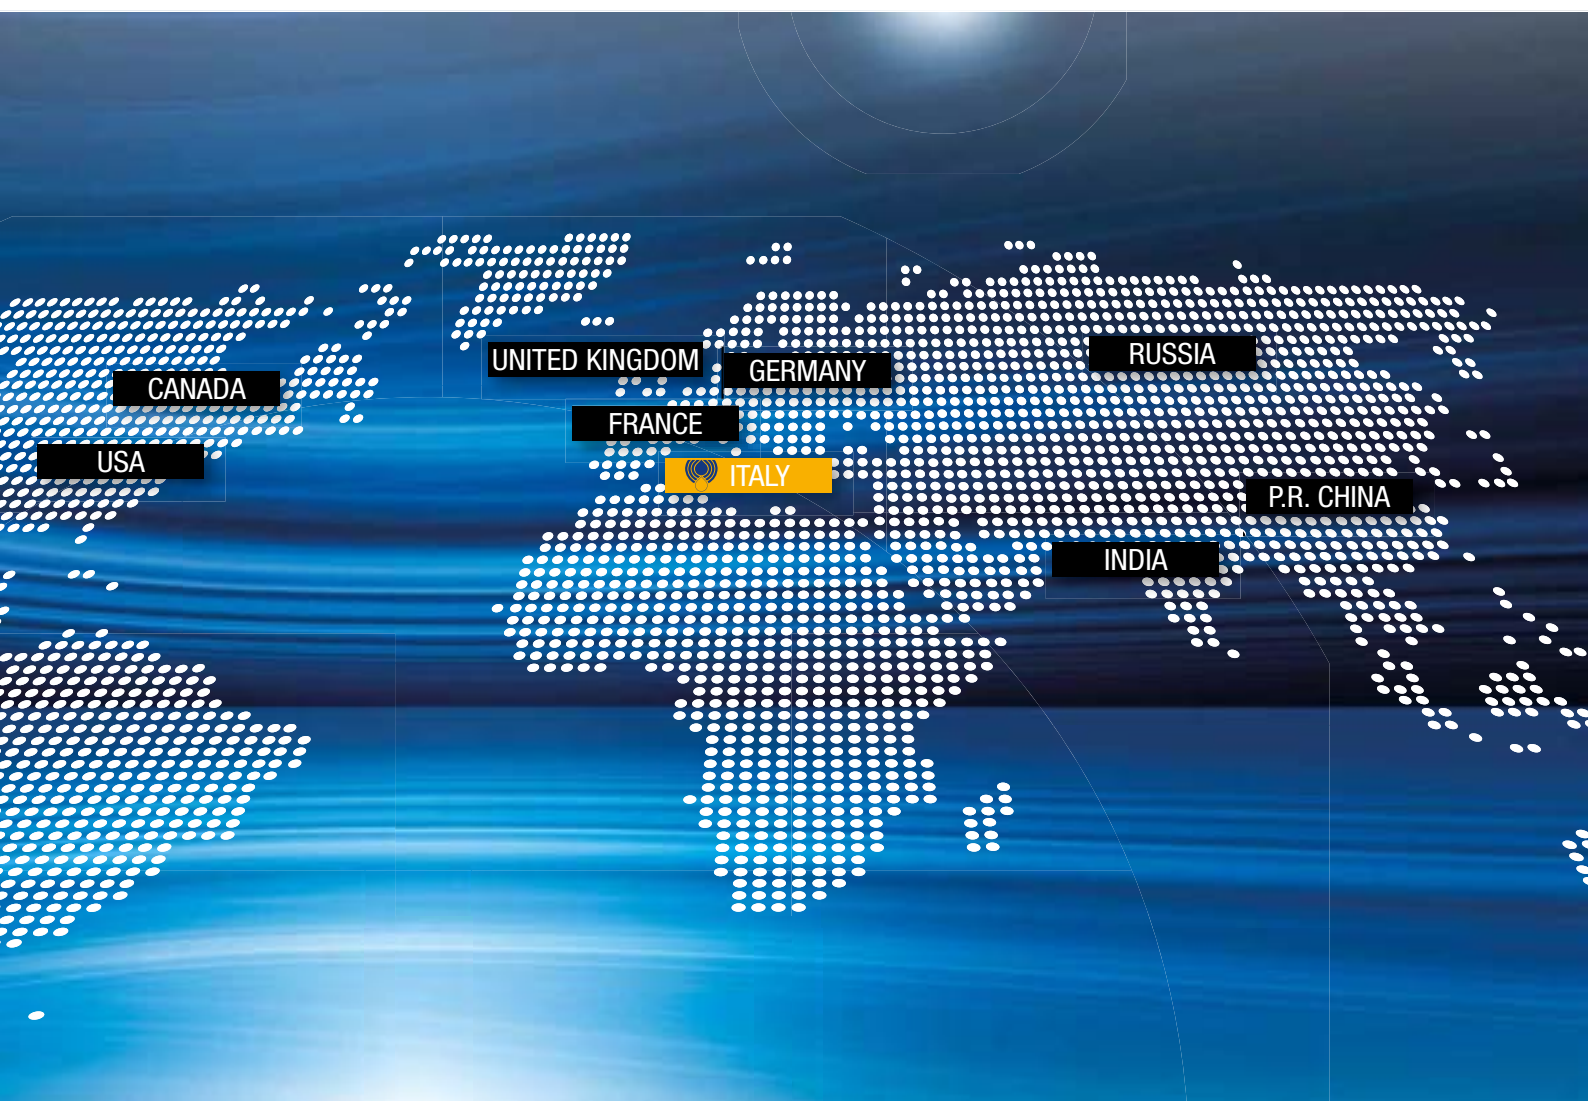 UNITED KINGDOM
GERMANY
RUSSIA
CANADA
FRANCE
USA
ITALY
P.R. CHINA
INDIA